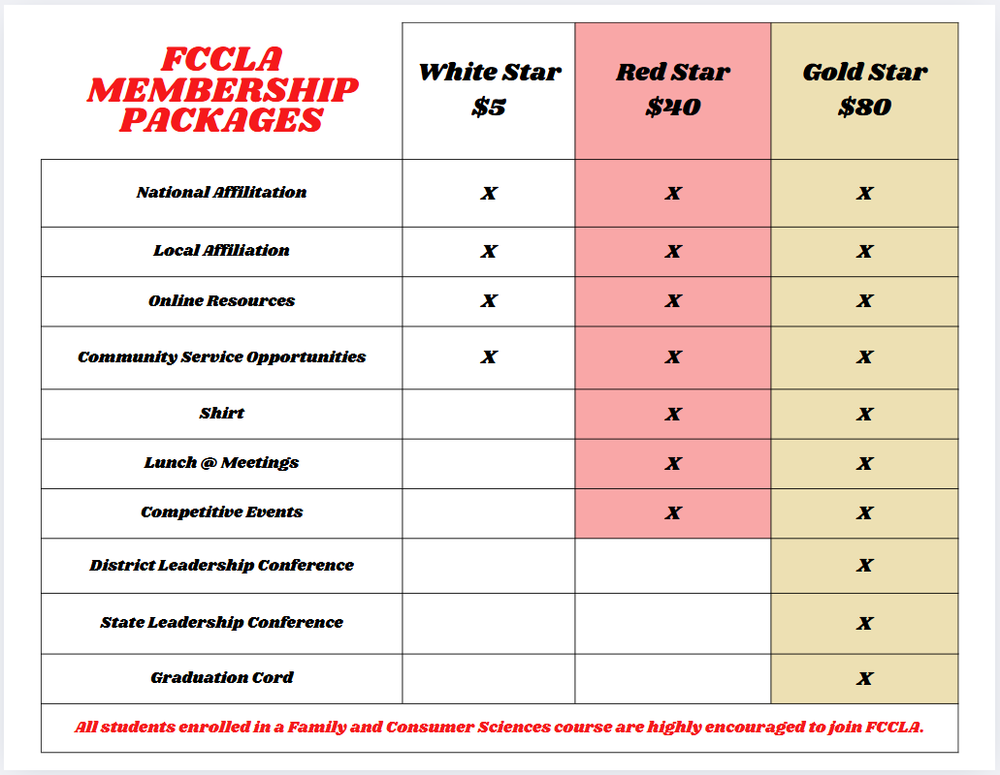 FCCLA
MEMBERSHIP
PACKAGES
White Star
$5
Red Star
$40
Gold Star
$80
National Affilitation X X X
Local Affiliation X X X
Online Resources X X X
Community Service Opportunities X X X
Shirt X X
Lunch @ Meetings X X
Competitive Events X X
District Leadership Conference X
State Leadership Conference X
Graduation Cord X
All students enrolled in a Family and Consumer Sciences course are highly encouraged to join FCCLA.